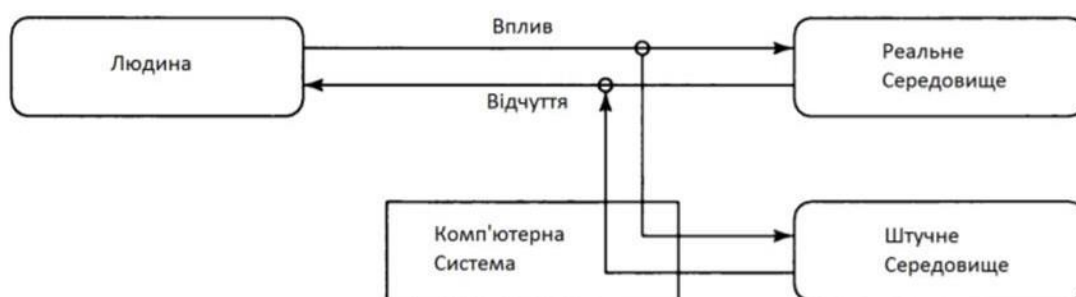 Вплив
Людина
Реальне
Середовище
Відчуття
Комп'ютерна
Система
Штучне
Середовище